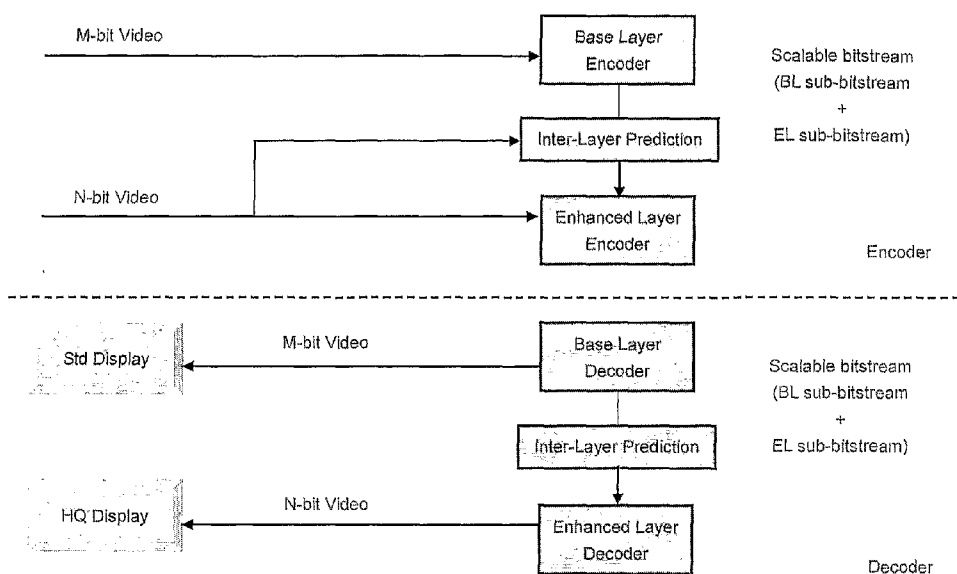 M-bit Video
Base Layer
Encoder
Scalable bitstream
(BL sub-bitstream
+
EL sub-bitstream)
Inter-Layer Prediction
N-bit Video
Enhanced Layer
Encoder
Encoder
Std Display
M-bit Video
Base Layer
Decoder
Scalable bitstream
(BL sub-bitstream
+
EL sub-bitstream)
Inter-Layer Prediction
HQ Display
N-bit Video
Enhanced Layer
Decoder
Decoder